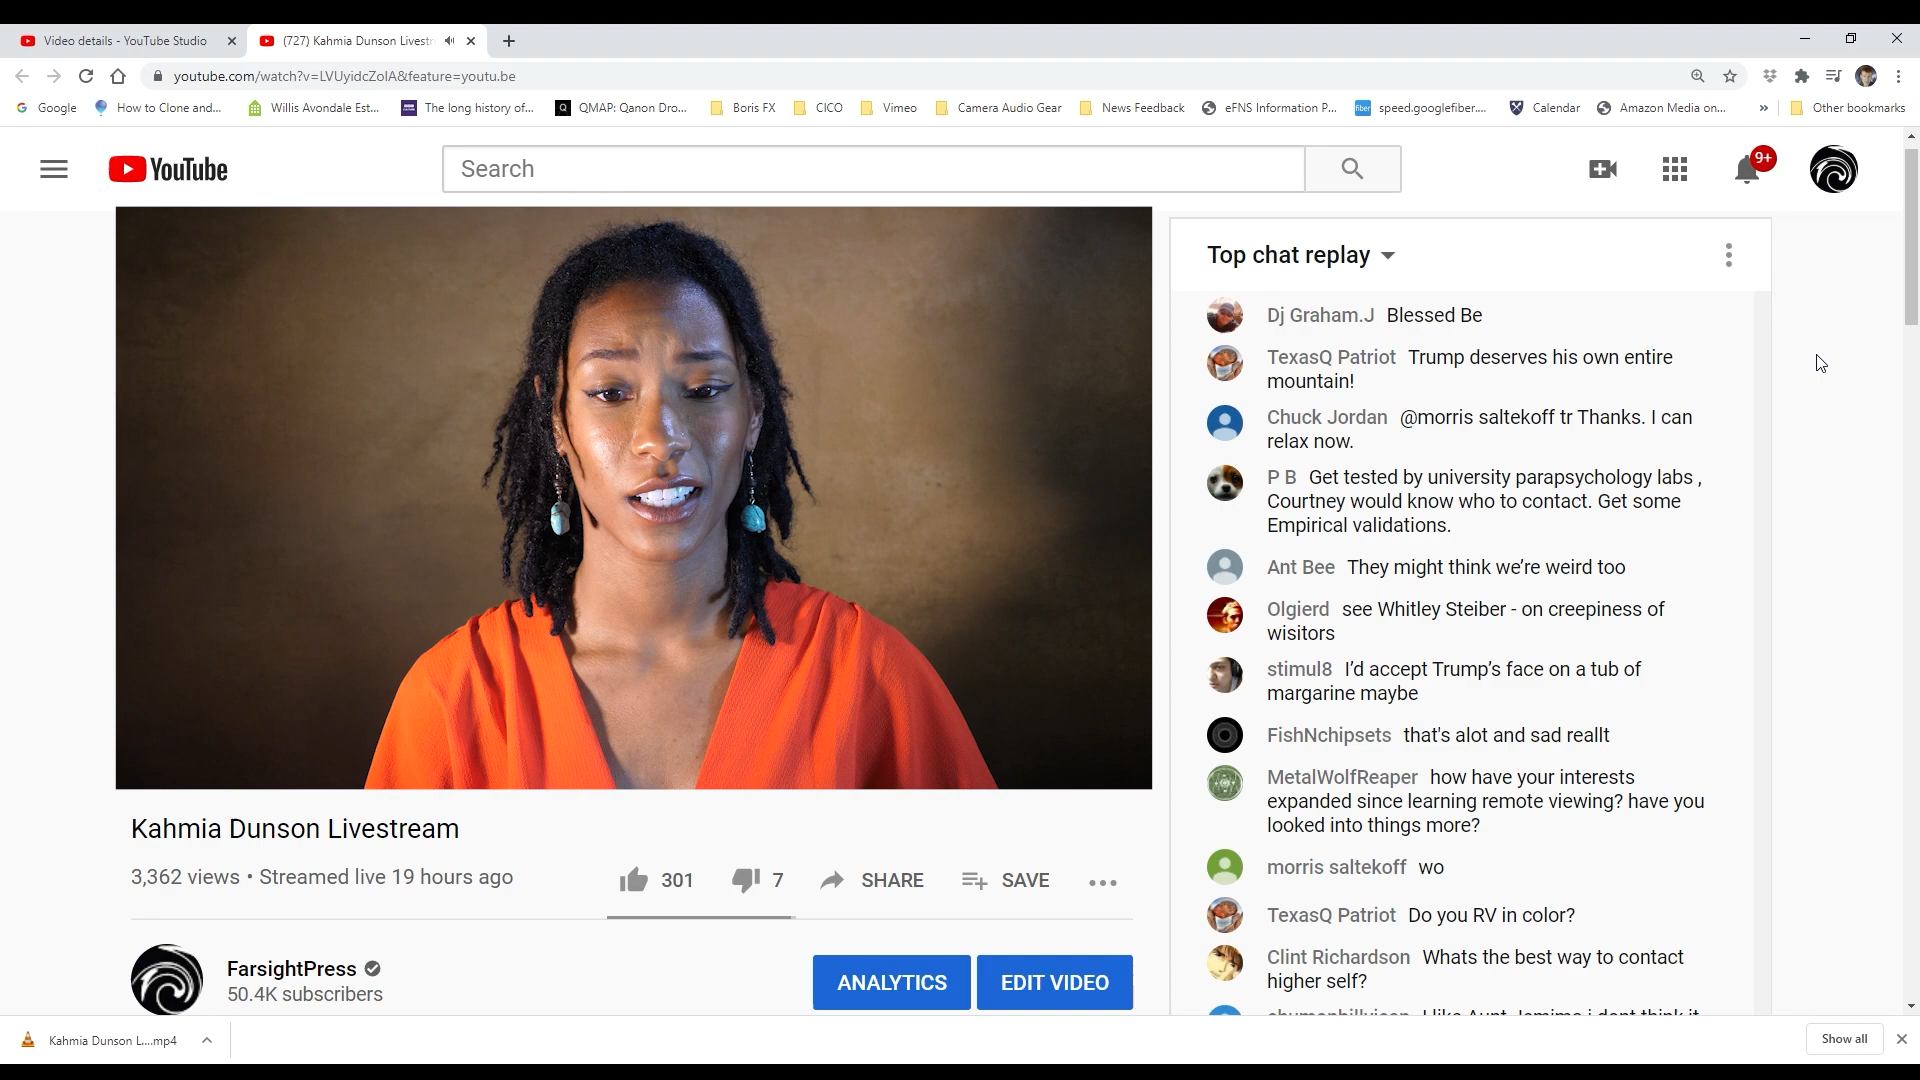 Video details - YouTube Studio
(727) Kahmia Dunson Livestr
youtube.com/watch?v=LVUyidcZolA&feature=youtu.be
Google
How to Clone and...
Willis Avondale Est...
The long history of...
QMAP: Qanon Dro...
Boris FX
CICO
Vimeo
Camera Audio Gear
News Feedback
eFNS Information P...
speed.googlefiber....
Calendar
Amazon Media on...
»
Other bookmarks
YouTube
Search
9+
Top chat replay
Dj Graham.J Blessed Be
TexasQ Patriot Trump deserves his own entire
mountain!
Chuck Jordan @morris saltekoff tr Thanks. I can
relax now.
P B Get tested by university parapsychology labs ,
Courtney would know who to contact. Get some
Empirical validations.
Ant Bee They might think we’re weird too
Olgierd see Whitley Steiber - on creepiness of
wisitors
stimul8 I’d accept Trump’s face on a tub of
margarine maybe
FishNchipsets that's alot and sad reallt
MetalWolfReaper how have your interests
expanded since learning remote viewing? have you
looked into things more?
morris saltekoff wo
TexasQ Patriot Do you RV in color?
Clint Richardson Whats the best way to contact
higher self?
Kahmia Dunson Livestream
3,362 views • Streamed live 19 hours ago
301
7
SHARE
SAVE
FarsightPress
50.4K subscribers
ANALYTICS
EDIT VIDEO
Kahmia Dunson L....mp4
Show all